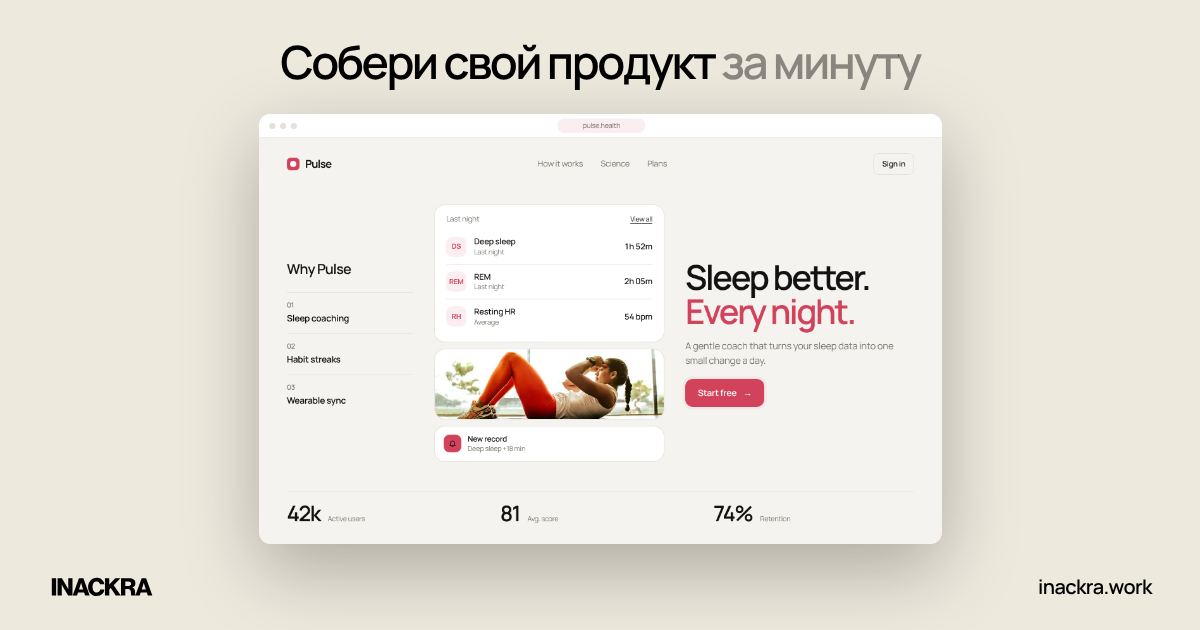 Собери свой продукт за минуту
pulse.health
Pulse
How it works
Science
Plans
Sign in
Why Pulse
01
Sleep coaching
02
Habit streaks
03
Wearable sync
Last night
View all
DS
Deep sleep
Last night
1h 52m
REM
REM
Last night
2h 05m
RH
Resting HR
Average
54 bpm
New record
Deep sleep +18 min
Sleep better.
Every night.
A gentle coach that turns your sleep data into one
small change a day.
Start free →
42k Active users
81 Avg. score
74% Retention
INACKRA
inackra.work